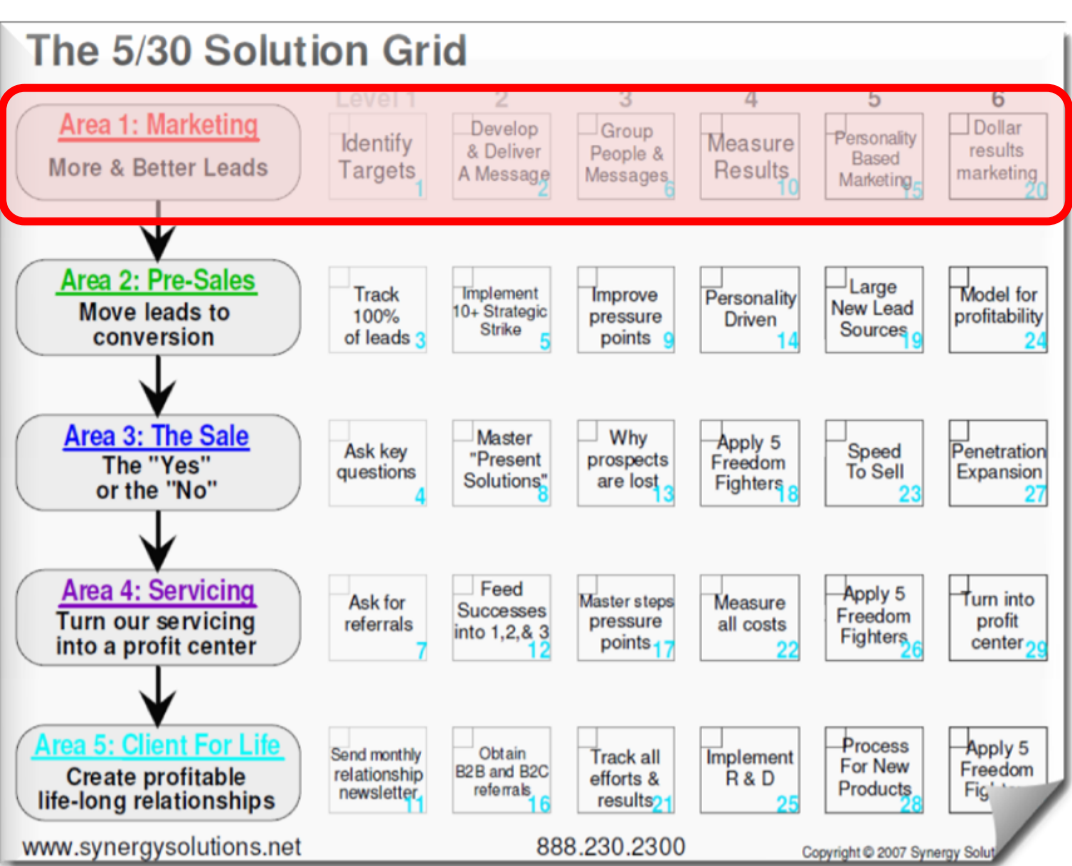 The 5/30 Solution Grid
Level 1 2 3 4 5 6
Area 1: Marketing
More & Better Leads
Identify
Targets
1
Develop
& Deliver
A Message
2
Group
People &
Messages
6
Measure
Results
10
Personality
Based
Marketing
15
Dollar
results
marketing
20
Area 2: Pre-Sales
Move leads to
conversion
Track
100%
of leads 3
Implement
10+ Strategic
Strike
5
Improve
pressure
points 9
Personality
Driven
14
Large
New Lead
Sources
19
Model for
profitability
24
Area 3: The Sale
The "Yes"
or the "No"
Ask key
questions
4
Master
"Present
Solutions"
8
Why
prospects
are lost
13
Apply 5
Freedom
Fighters
18
Speed
To Sell
23
Penetration
Expansion
27
Area 4: Servicing
Turn our servicing
into a profit center
Ask for
referrals
7
Feed
Successes
into 1,2,& 3
12
Master steps
pressure
points 17
Measure
all costs
22
Apply 5
Freedom
Fighters
26
Turn into
profit
center 29
Area 5: Client For Life
Create profitable
life-long relationships
Send monthly
relationship
newsletter
11
Obtain
B2B and B2C
referrals
16
Track all
efforts &
results 21
Implement
R & D
25
Process
For New
Products
28
Apply 5
Freedom
www.synergysolutions.net
888.230.2300
Copyright © 2007 Synergy